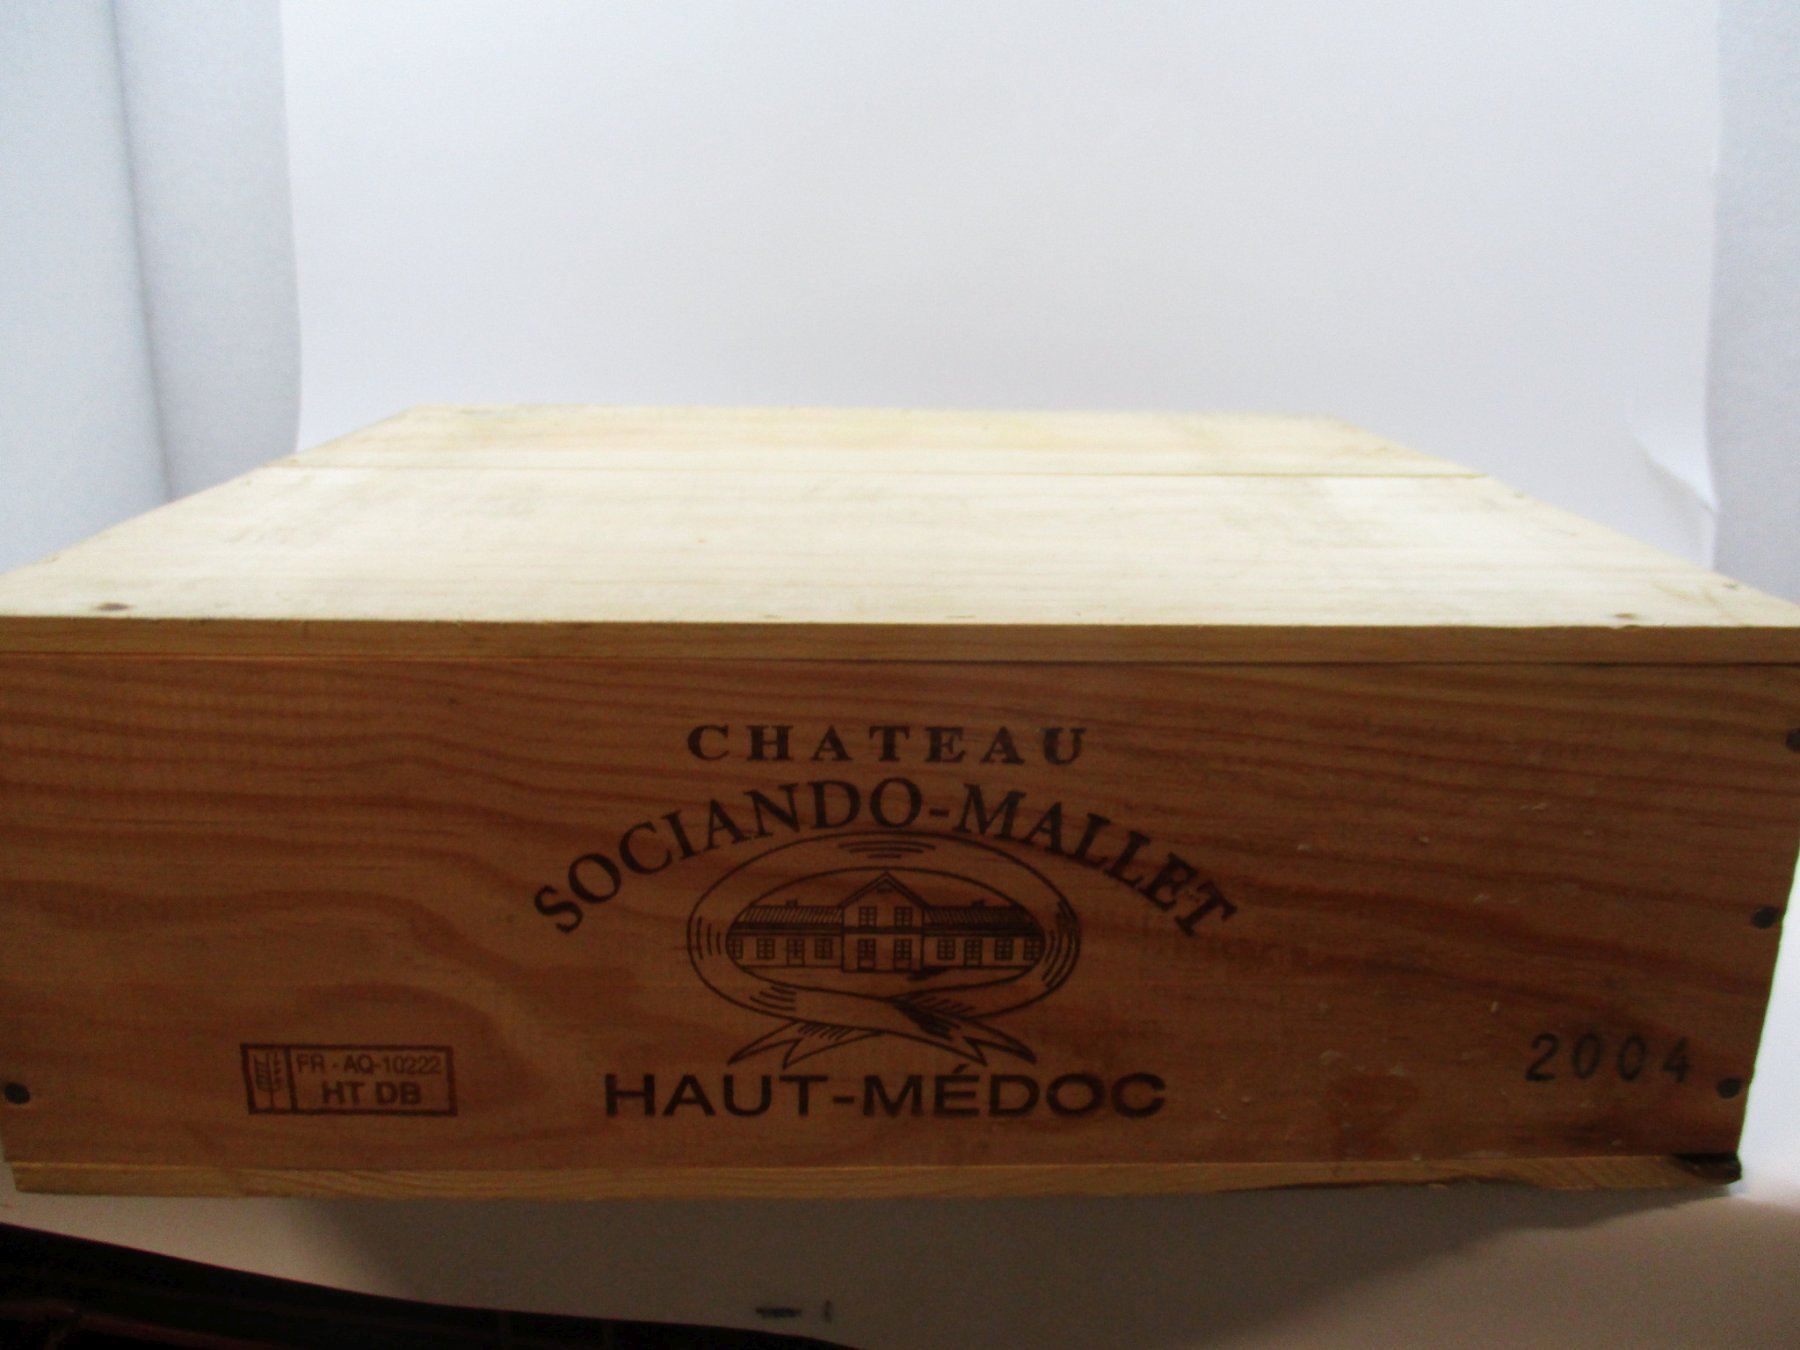 CHATEAU
SOCIANDO-MALLET
HAUT-MÉDOC
2004
FR - AQ-10222
HT DB